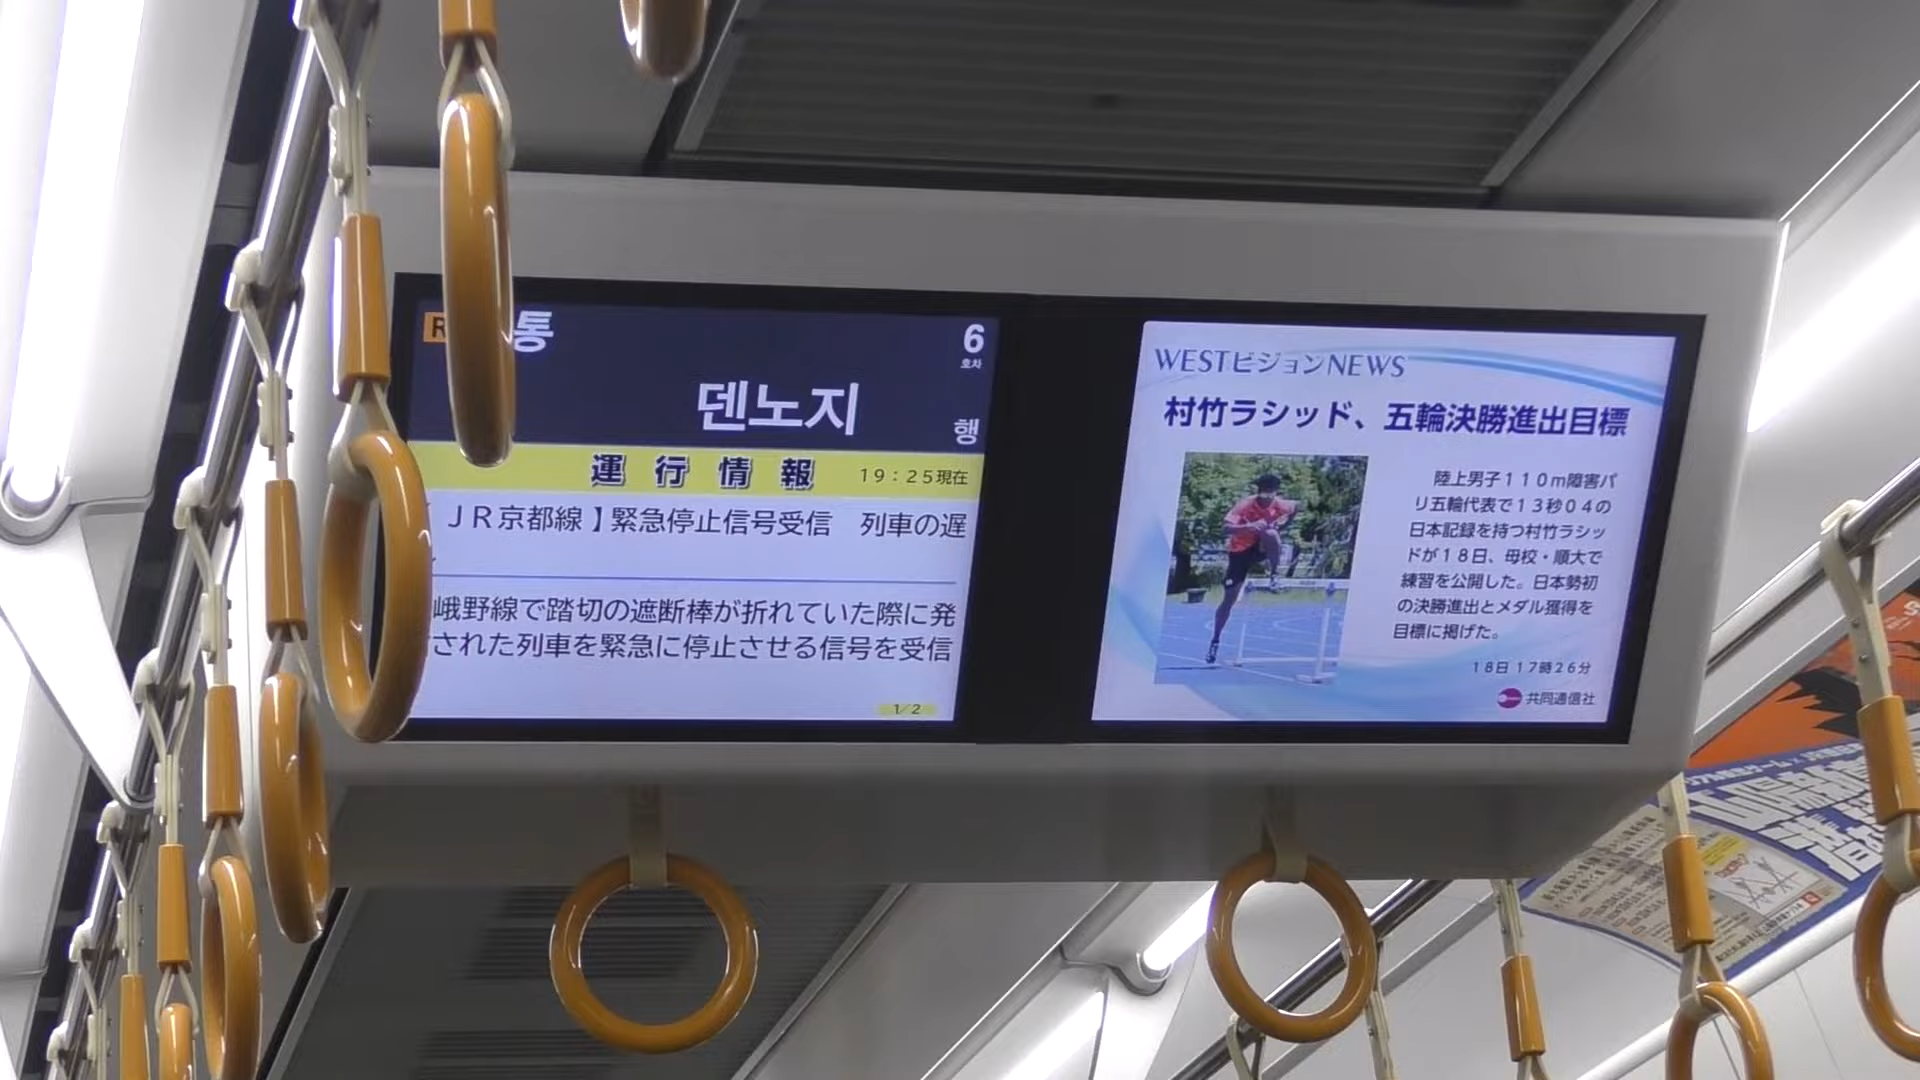 R
통
6
호차
덴노지
행
運行情報
19:25現在
JR京都線】緊急停止信号受信 列車の遅
峨野線で踏切の遮断棒が折れていた際に発
された列車を緊急に停止させる信号を受信
1/2
WESTビジョンNEWS
村竹ラシッド、五輪決勝進出目標
陸上男子110m障害パ
リ五輪代表で13秒04の
日本記録を持つ村竹ラシッ
ドが18日、母校・順大で
練習を公開した。日本勢初
の決勝進出とメダル獲得を
目標に掲げた。
18日17時26分
共同通信社